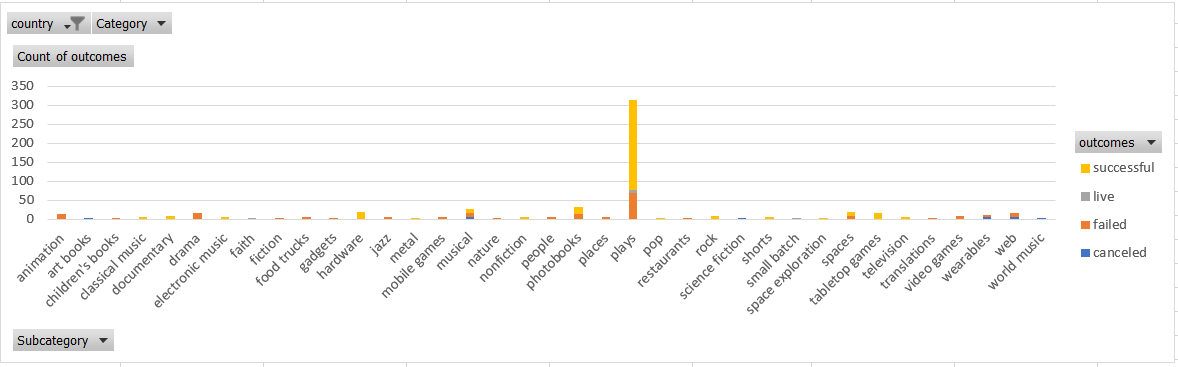 country Category
Count of outcomes
350
300
250
200
150
100
50
0
outcomes
successful
live
failed
canceled
animation
art books
children's books
classical music
documentary
drama
electronic music
faith
fiction
food trucks
gadgets
hardware
jazz
metal
mobile games
musical
nature
nonfiction
people
photobooks
places
plays
pop
restaurants
rock
science fiction
shorts
small batch
space exploration
spaces
tabletop games
television
translations
video games
wearables
web
world music
Subcategory